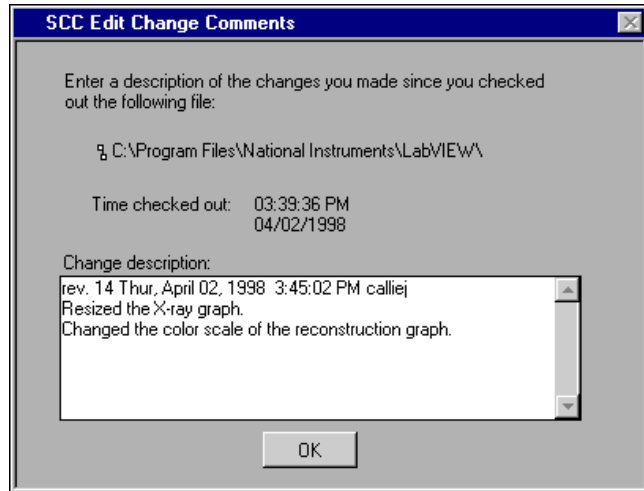 SCC Edit Change Comments
Enter a description of the changes you made since you checked
out the following file:
C:\Program Files\National Instruments\LabVIEW\
Time checked out: 03:39:36 PM
04/02/1998
Change description:
rev. 14 Thur, April 02, 1998 3:45:02 PM calliej
Resized the X-ray graph.
Changed the color scale of the reconstruction graph.
OK